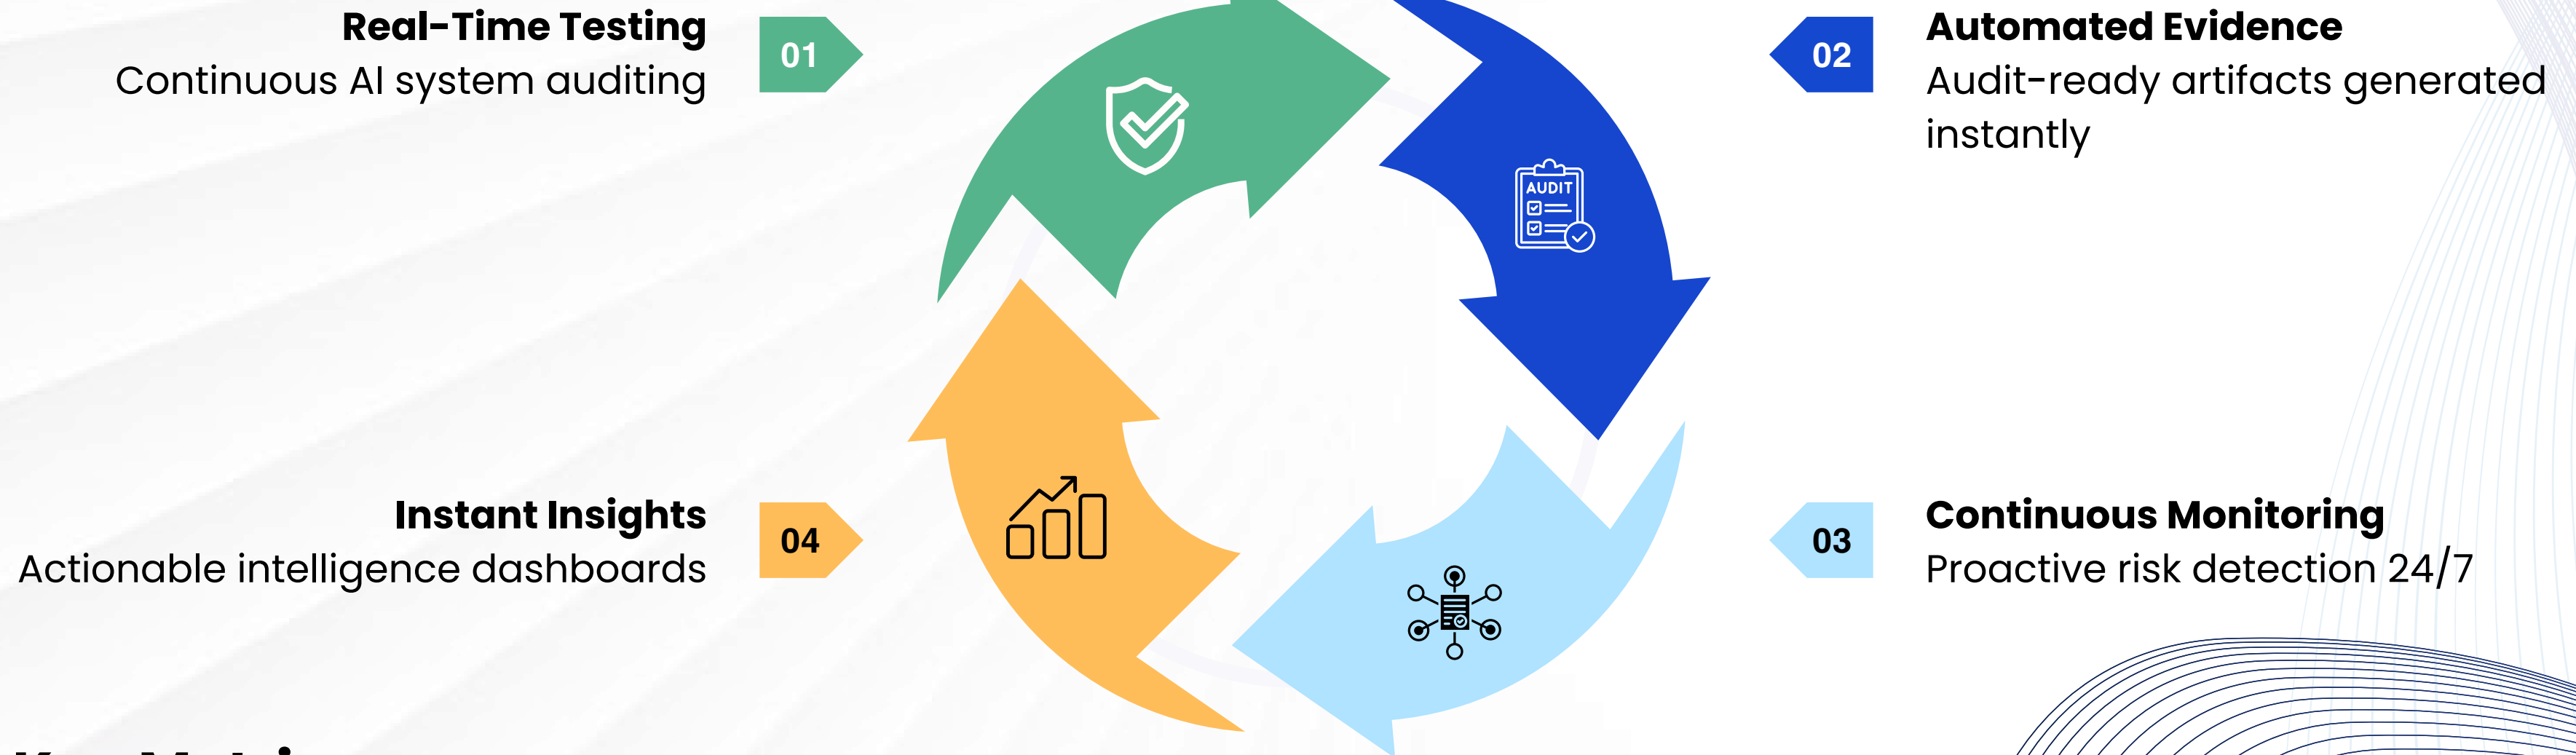 Real-Time Testing
Continuous AI system auditing
01
02
Automated Evidence
Audit-ready artifacts generated
instantly
AUDIT
Instant Insights
Actionable intelligence dashboards
04
03
Continuous Monitoring
Proactive risk detection 24/7